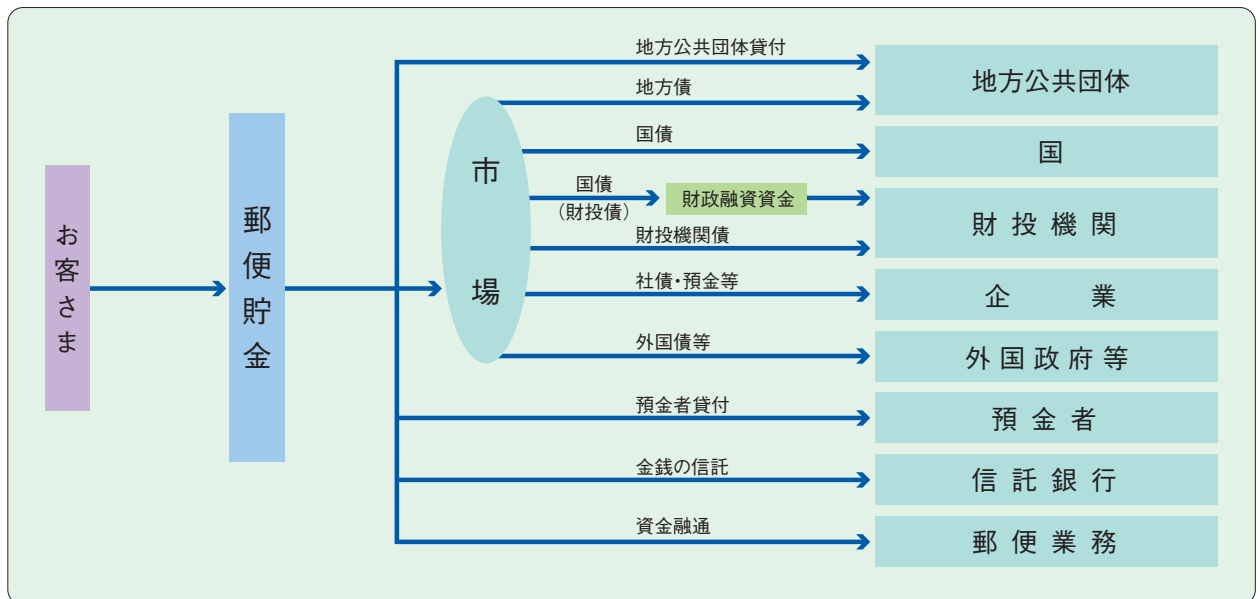 お客さま
郵便貯金
市場
地方公共団体貸付
地方公共団体
地方債
国債
国
国債
（財投債）
財政融資資金
財投機関
財投機関債
社債・預金等
企業
外国債等
外国政府等
預金者貸付
預金者
金銭の信託
信託銀行
資金融通
郵便業務